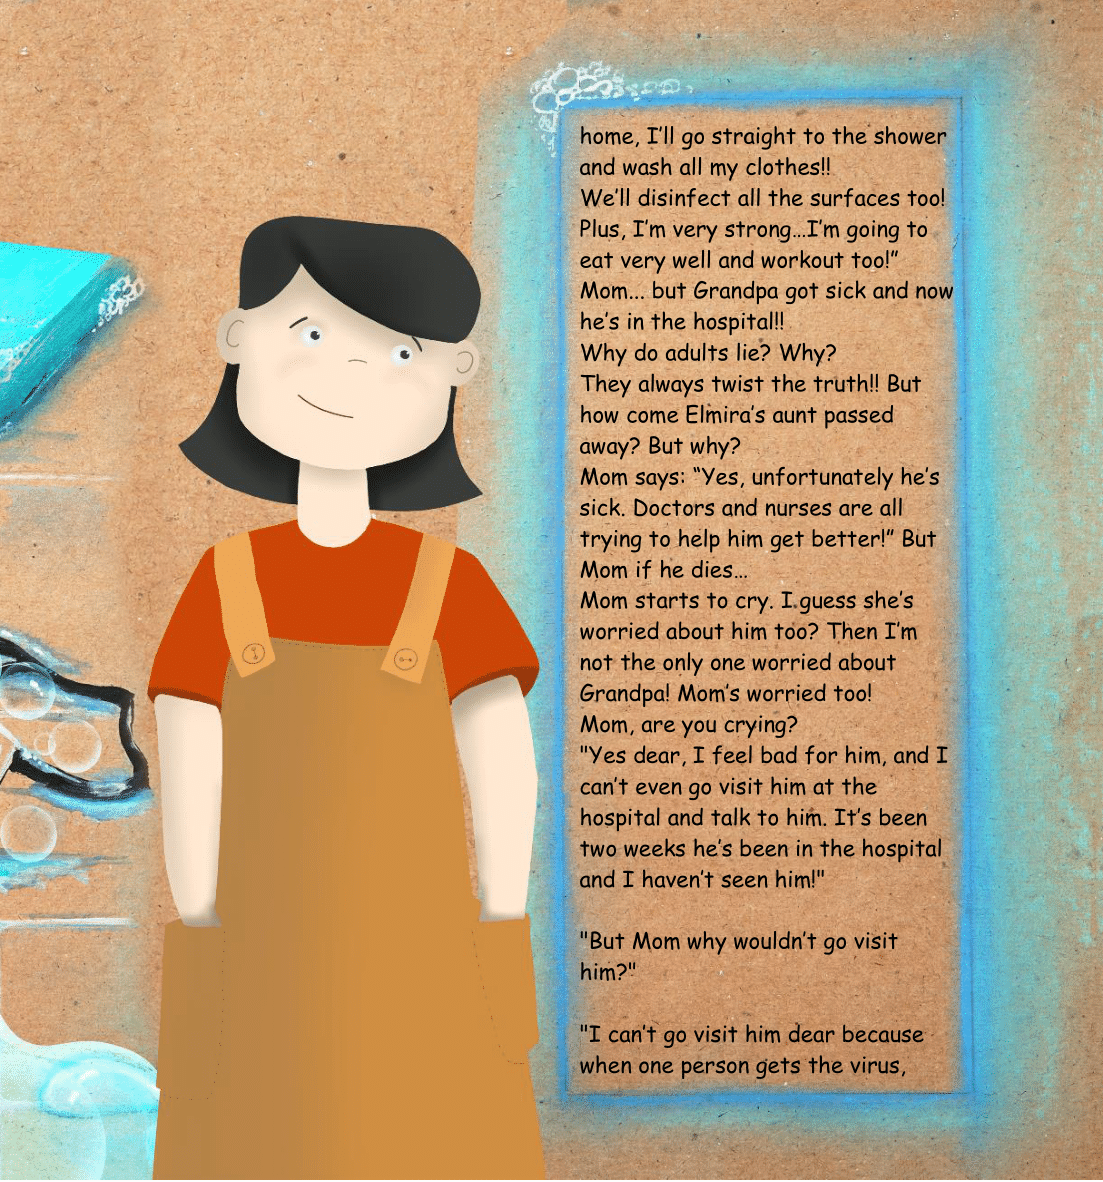 home, I’ll go straight to the shower
and wash all my clothes!!
We’ll disinfect all the surfaces too!
Plus, I’m very strong…I’m going to
eat very well and workout too!”
Mom... but Grandpa got sick and now
he’s in the hospital!!
Why do adults lie? Why?
They always twist the truth!! But
how come Elmira’s aunt passed
away? But why?
Mom says: “Yes, unfortunately he’s
sick. Doctors and nurses are all
trying to help him get better!” But
Mom if he dies…
Mom starts to cry. I guess she’s
worried about him too? Then I’m
not the only one worried about
Grandpa! Mom’s worried too!
Mom, are you crying?
"Yes dear, I feel bad for him, and I
can’t even go visit him at the
hospital and talk to him. It’s been
two weeks he’s been in the hospital
and I haven’t seen him!"
"But Mom why wouldn’t go visit
him?"
"I can’t go visit him dear because
when one person gets the virus,